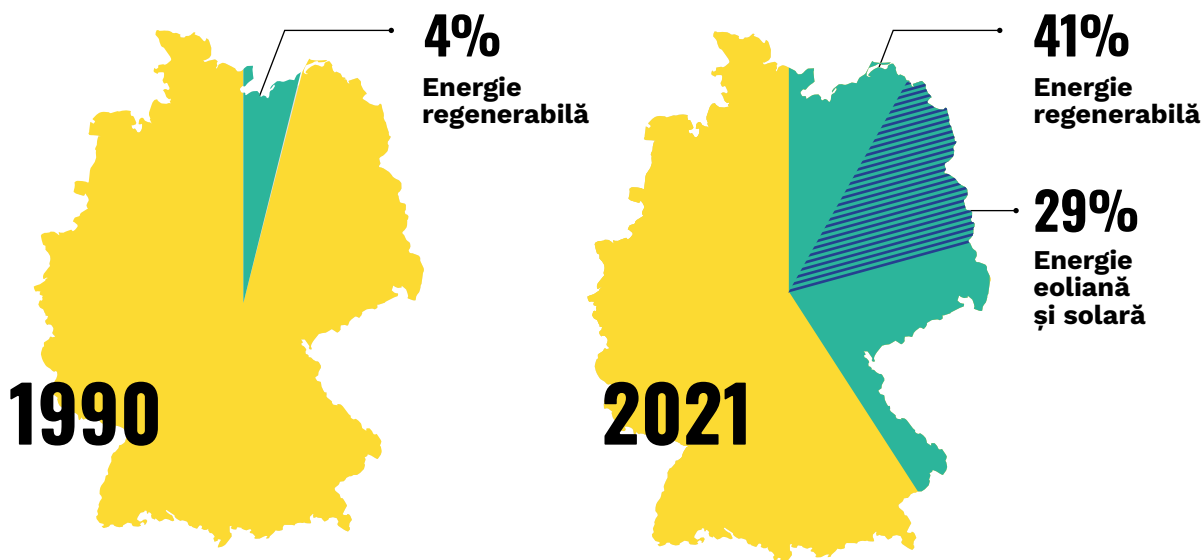 4%
Energie
regenerabilă
1990
41%
Energie
regenerabilă
29%
Energie
eoliană
și solară
2021